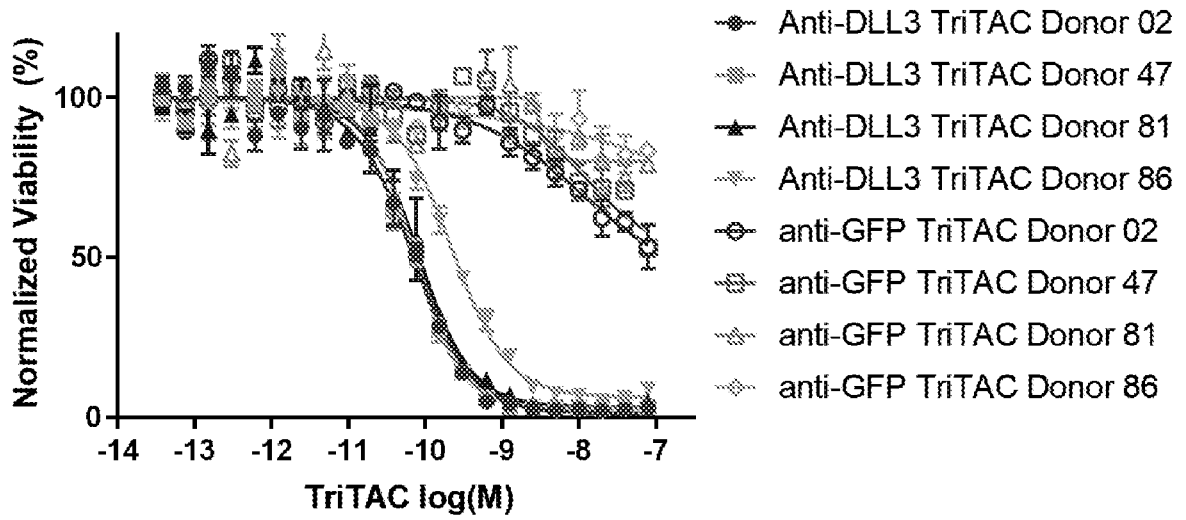 Normalized Viability (%)
100
50
0
-14 -13 -12 -11 -10 -9 -8 -7
TriTAC log(M)
Anti-DLL3 TriTAC Donor 02
Anti-DLL3 TriTAC Donor 47
Anti-DLL3 TriTAC Donor 81
Anti-DLL3 TriTAC Donor 86
anti-GFP TriTAC Donor 02
anti-GFP TriTAC Donor 47
anti-GFP TriTAC Donor 81
anti-GFP TriTAC Donor 86